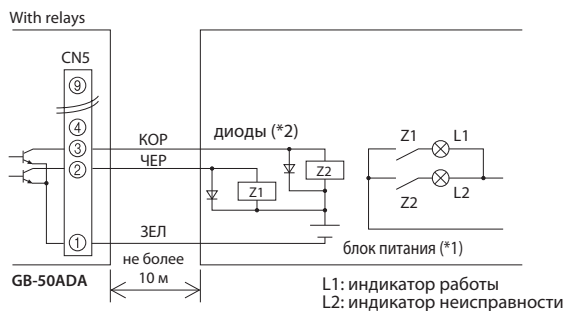 With relays
CN5
⑨
④
③
②
①
КОР
ЧЕР
ЗЕЛ
диоды (*2)
Z2
Z1
Z1 L1
Z2 L2
блок питания (*1)
не более
10 м
GB-50ADA
L1: индикатор работы
L2: индикатор неисправности